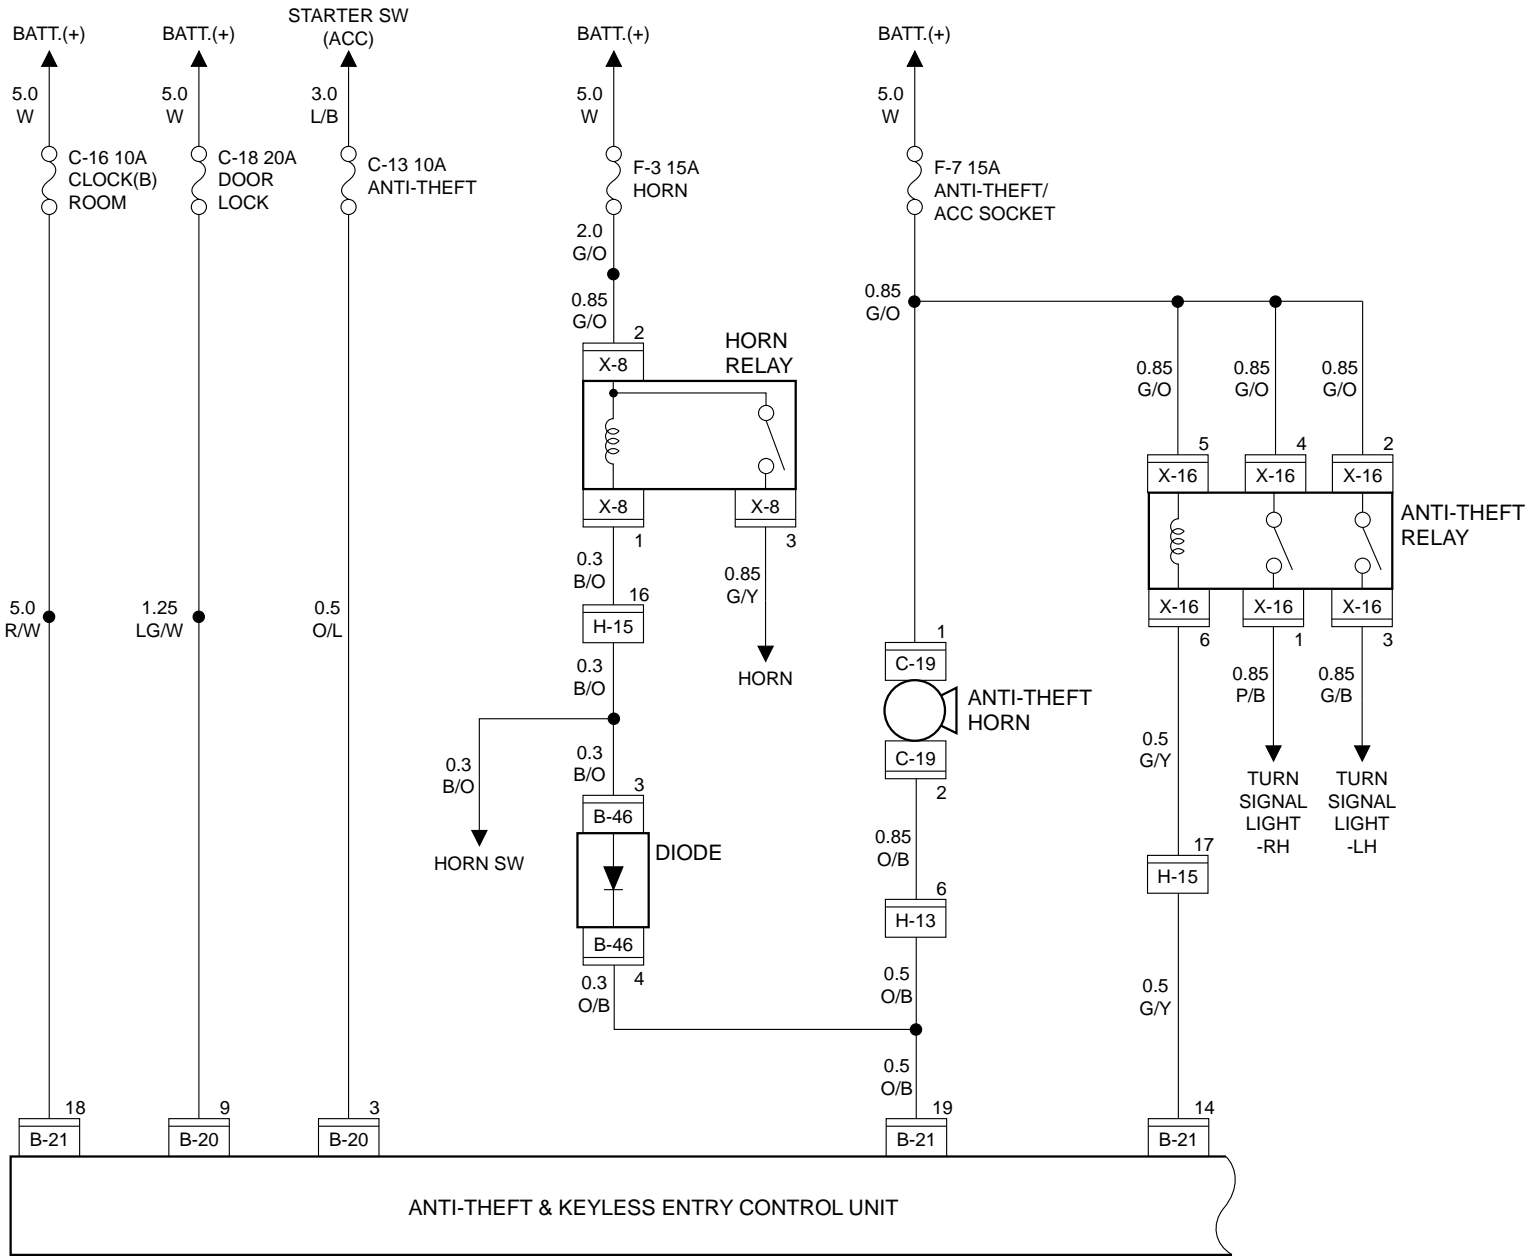 STARTER SW
(ACC)
BATT.(+)
BATT.(+)
BATT.(+)
BATT.(+)
5.0
W
5.0
W
3.0
L/B
5.0
W
5.0
W
C-16 10A
CLOCK(B)
ROOM
C-18 20A
DOOR
LOCK
C-13 10A
ANTI-THEFT
F-3 15A
HORN
F-7 15A
ANTI-THEFT/
ACC SOCKET
2.0
G/O
0.85
G/O
0.85
G/O
2
X-8
HORN
RELAY
0.85
G/O
0.85
G/O
0.85
G/O
5
X-16
4
X-16
2
X-16
ANTI-THEFT
RELAY
X-8
1
X-8
3
0.3
B/O
0.85
G/Y
16
H-15
HORN
X-16
6
X-16
1
X-16
3
5.0
R/W
1.25
LG/W
0.5
O/L
0.3
B/O
1
C-19
ANTI-THEFT
HORN
C-19
2
0.85
P/B
0.85
G/B
0.3
B/O
0.3
B/O
0.5
G/Y
TURN
SIGNAL
LIGHT
-RH
TURN
SIGNAL
LIGHT
-LH
3
B-46
HORN SW
DIODE
B-46
4
0.85
O/B
6
H-13
17
H-15
0.3
O/B
0.5
O/B
0.5
G/Y
0.5
O/B
18
B-21
9
B-20
3
B-20
19
B-21
14
B-21
ANTI-THEFT & KEYLESS ENTRY CONTROL UNIT